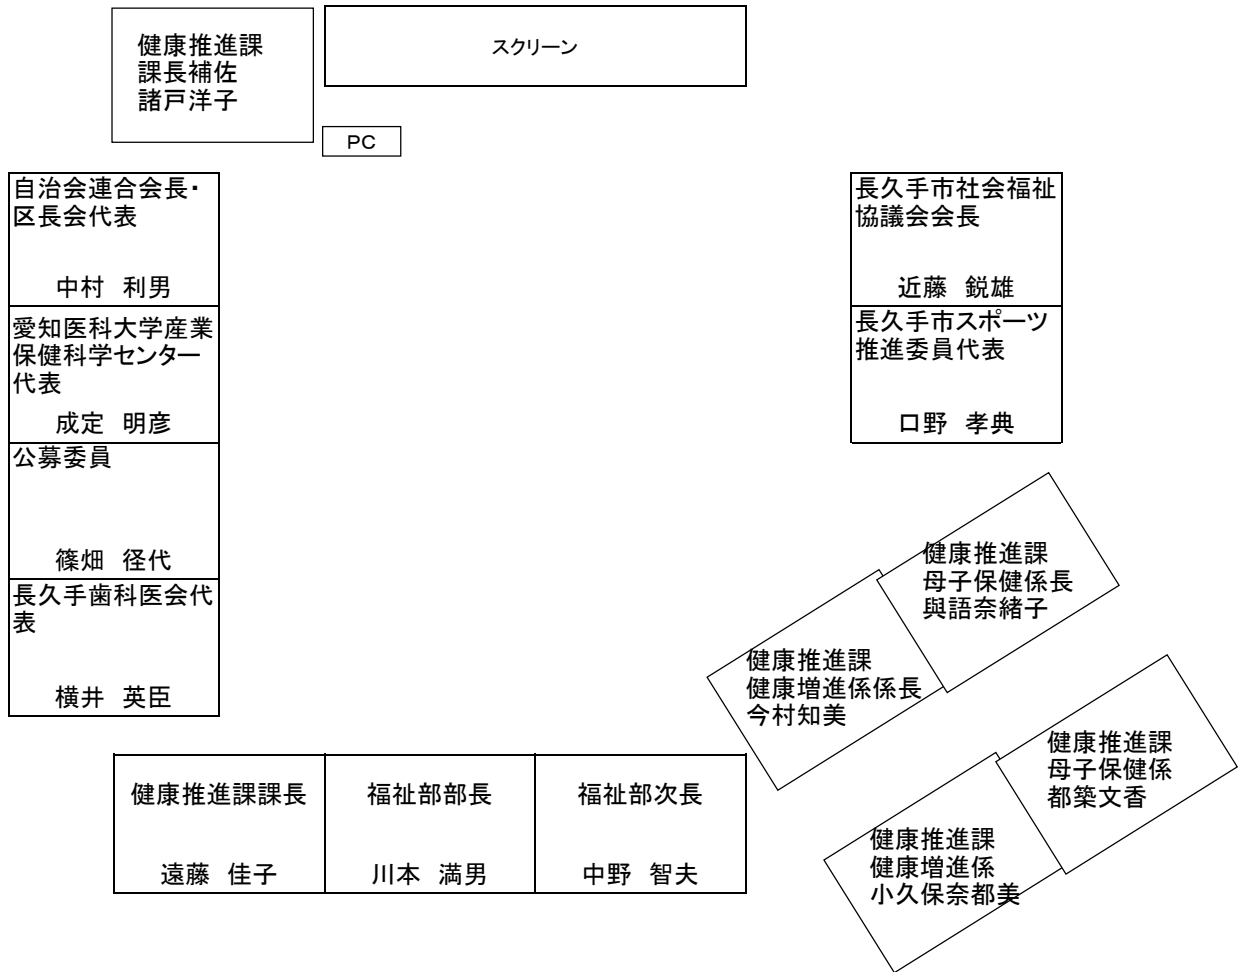 健康推進課
課長補佐
諸戸洋子
スクリーン
PC
自治会連合会長・
区長会代表
中村 利男
愛知医科大学産業
保健科学センター
代表
成定 明彦
公募委員
篠畑 径代
長久手歯科医会代
表
横井 英臣
長久手市社会福祉
協議会会長
近藤 鋭雄
長久手市スポーツ
推進委員代表
口野 孝典
健康推進課
母子保健係長
與語奈緒子
健康推進課
健康増進係係長
今村知美
健康推進課
母子保健係
都築文香
健康推進課
健康増進係
小久保奈都美
健康推進課課長
遠藤 佳子
福祉部部長
川本 満男
福祉部次長
中野 智夫